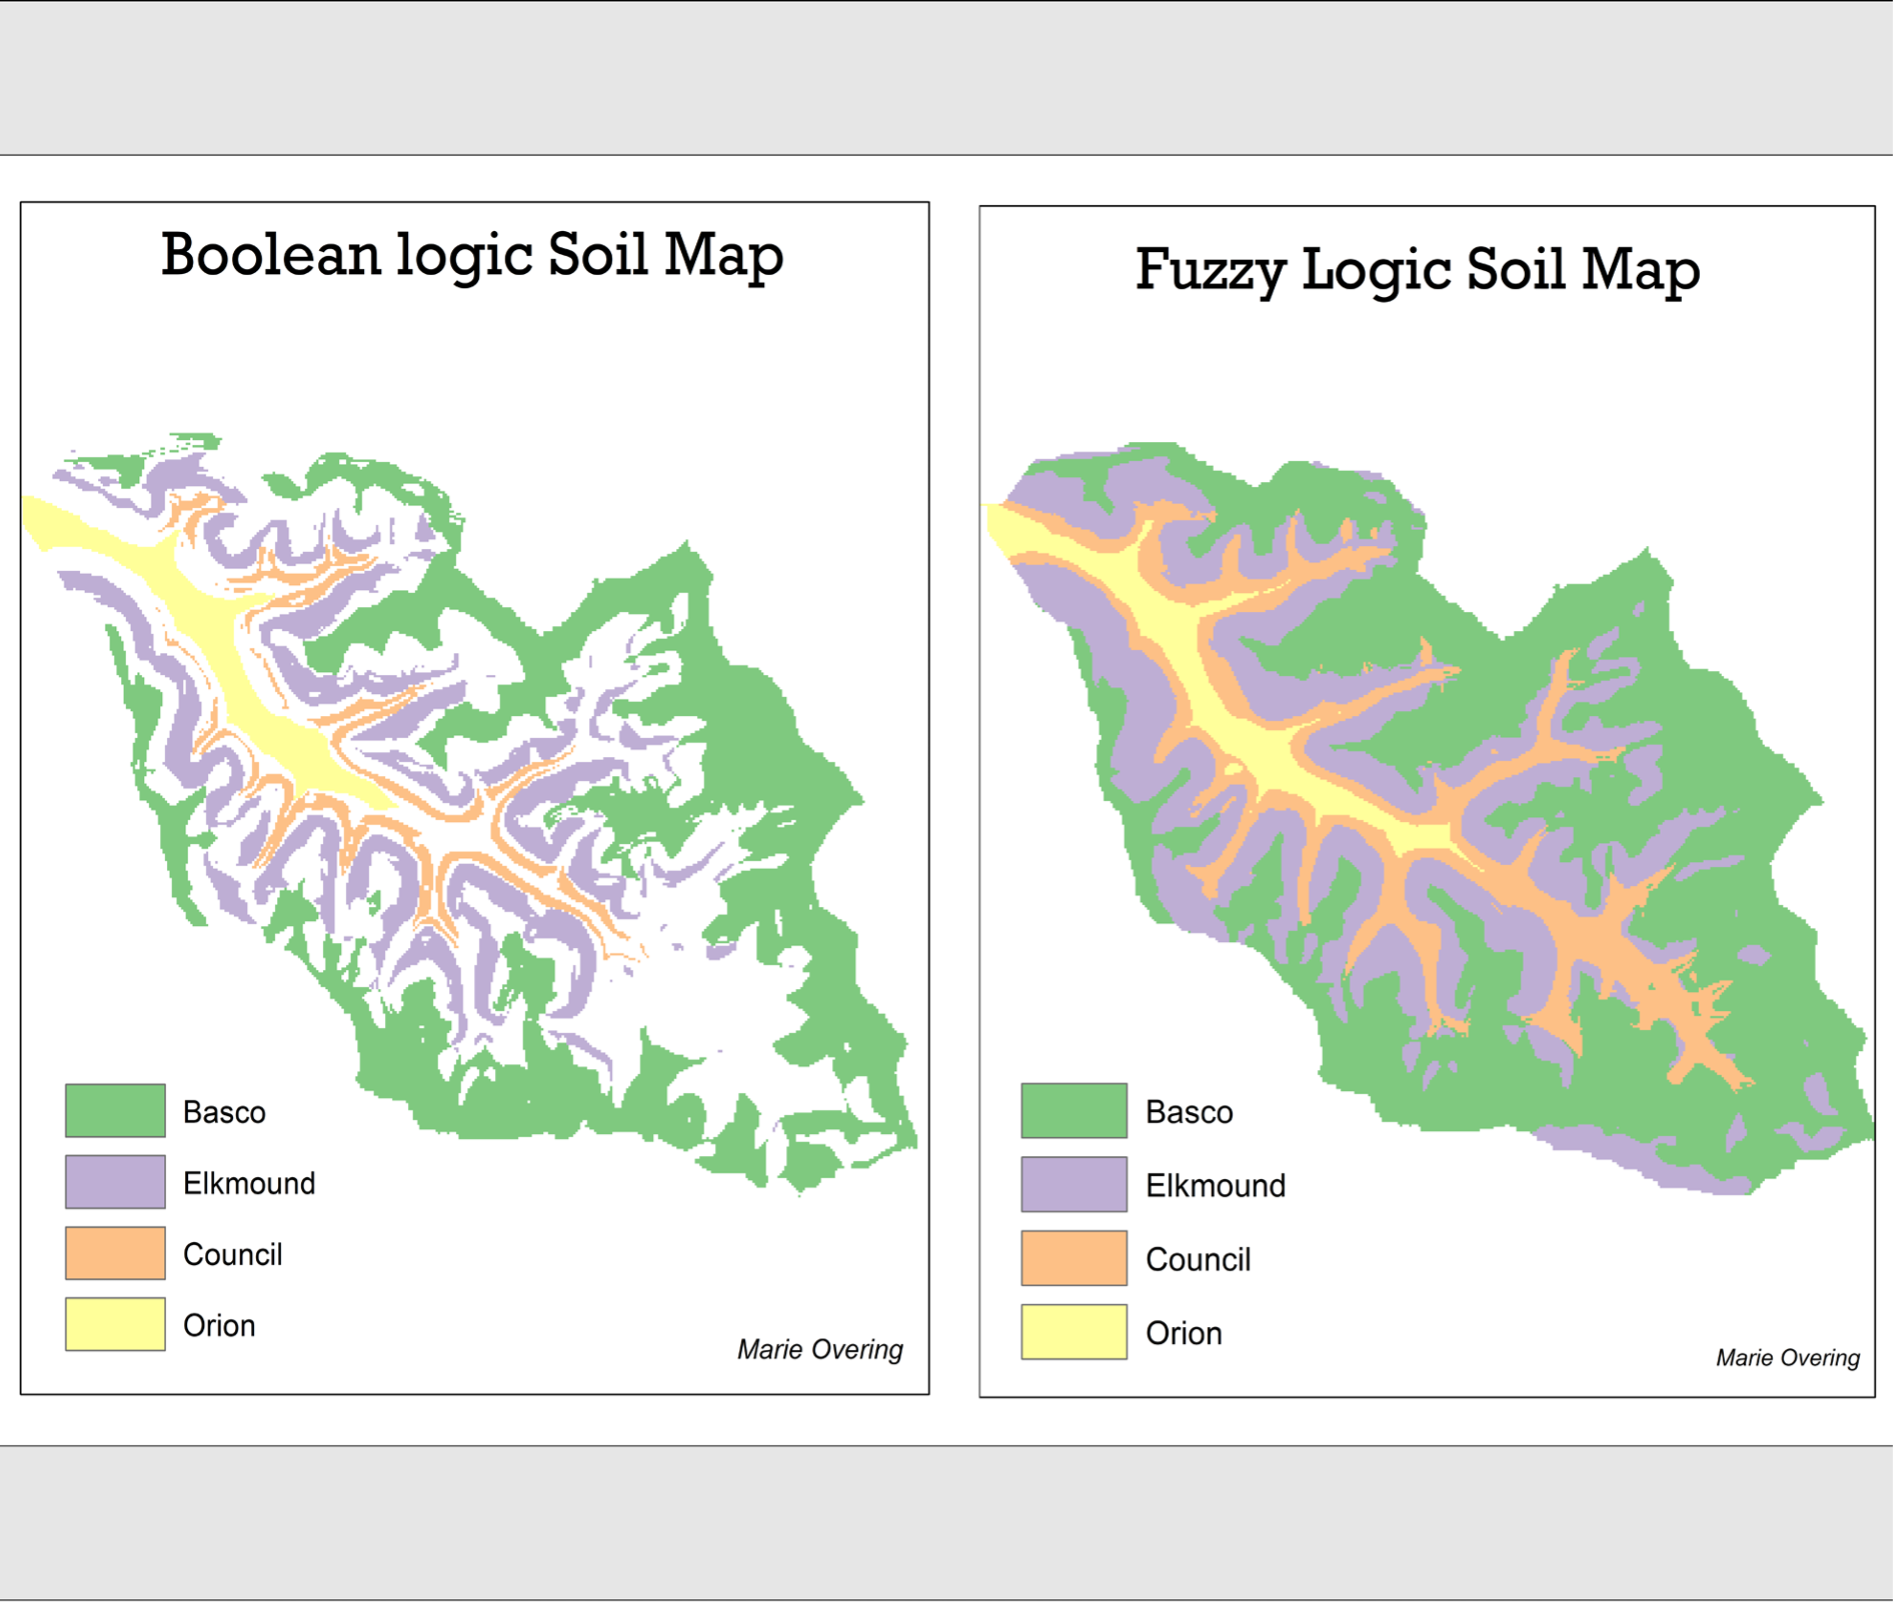 Boolean logic Soil Map
Basco
Elkmound
Council
Orion
Marie Overing
Fuzzy Logic Soil Map
Basco
Elkmound
Council
Orion
Marie Overing